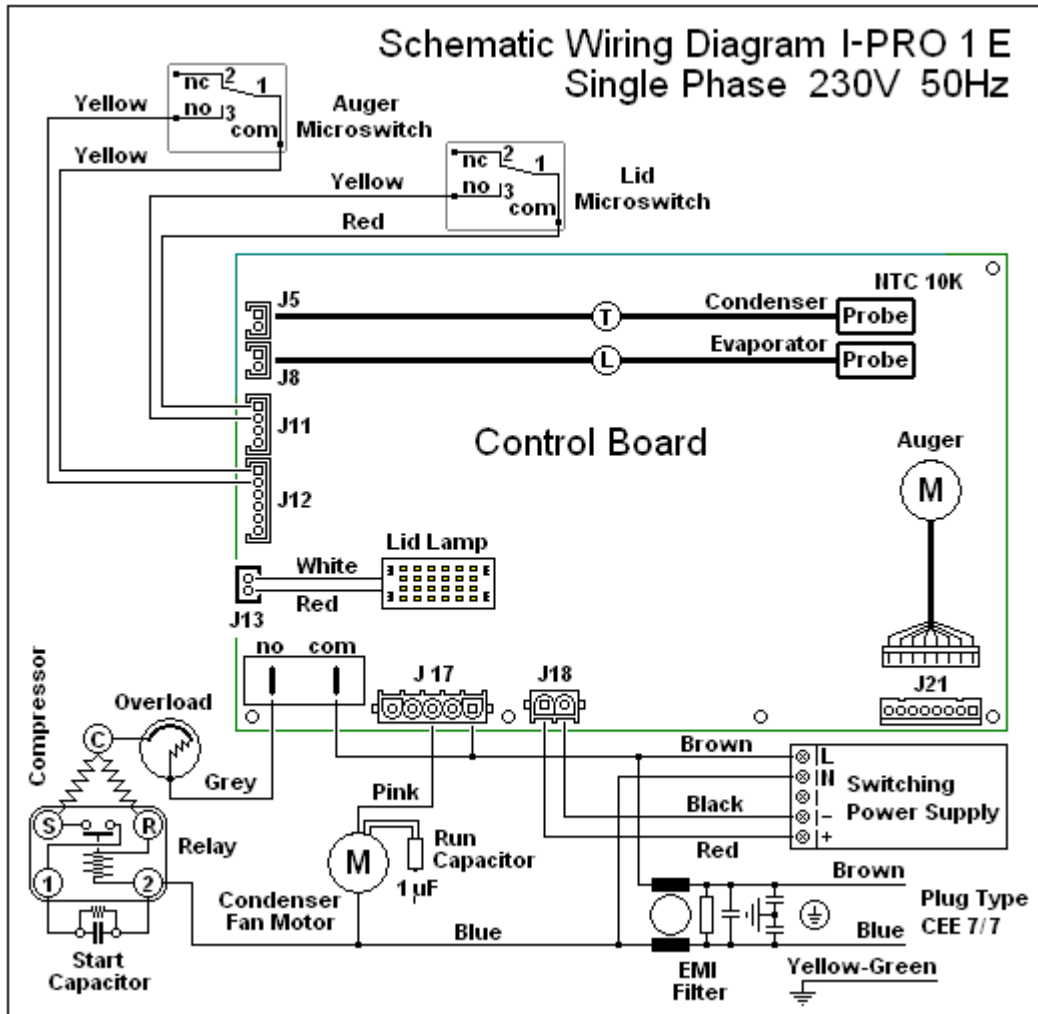 Schematic Wiring Diagram I-PRO 1 E
Single Phase 230V 50Hz
nc 2 1
no 3
com
Auger
Microswitch
Yellow
Yellow
nc 2 1
no 3
com
Lid
Microswitch
Yellow
Red
NTC 10K
J5
T
Condenser
Probe
J8
L
Evaporator
Probe
J11
Control Board
J12
Auger
M
Lid Lamp
White
Red
J13
no com
J 17
J18
J21
Compressor
Overload
C
Grey
S
R
Relay
1
2
Start
Capacitor
Pink
M
Run
Capacitor
1 uF
Condenser
Fan Motor
Blue
Brown
L
N
|
–
+
Switching
Power Supply
Black
Red
Brown
Blue
Plug Type
CEE 7/7
Yellow-Green
EMI
Filter